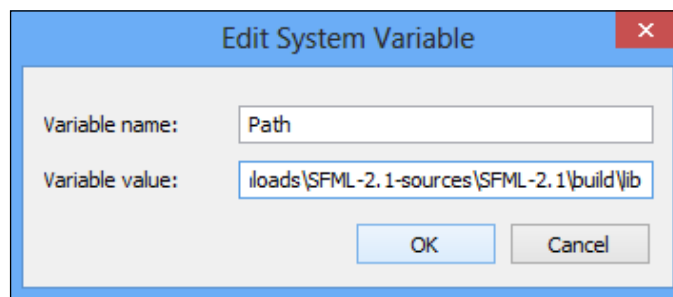 Edit System Variable
Variable name: Path
Variable value: loads\SFML-2.1-sources\SFML-2.1\build\lib
OK Cancel